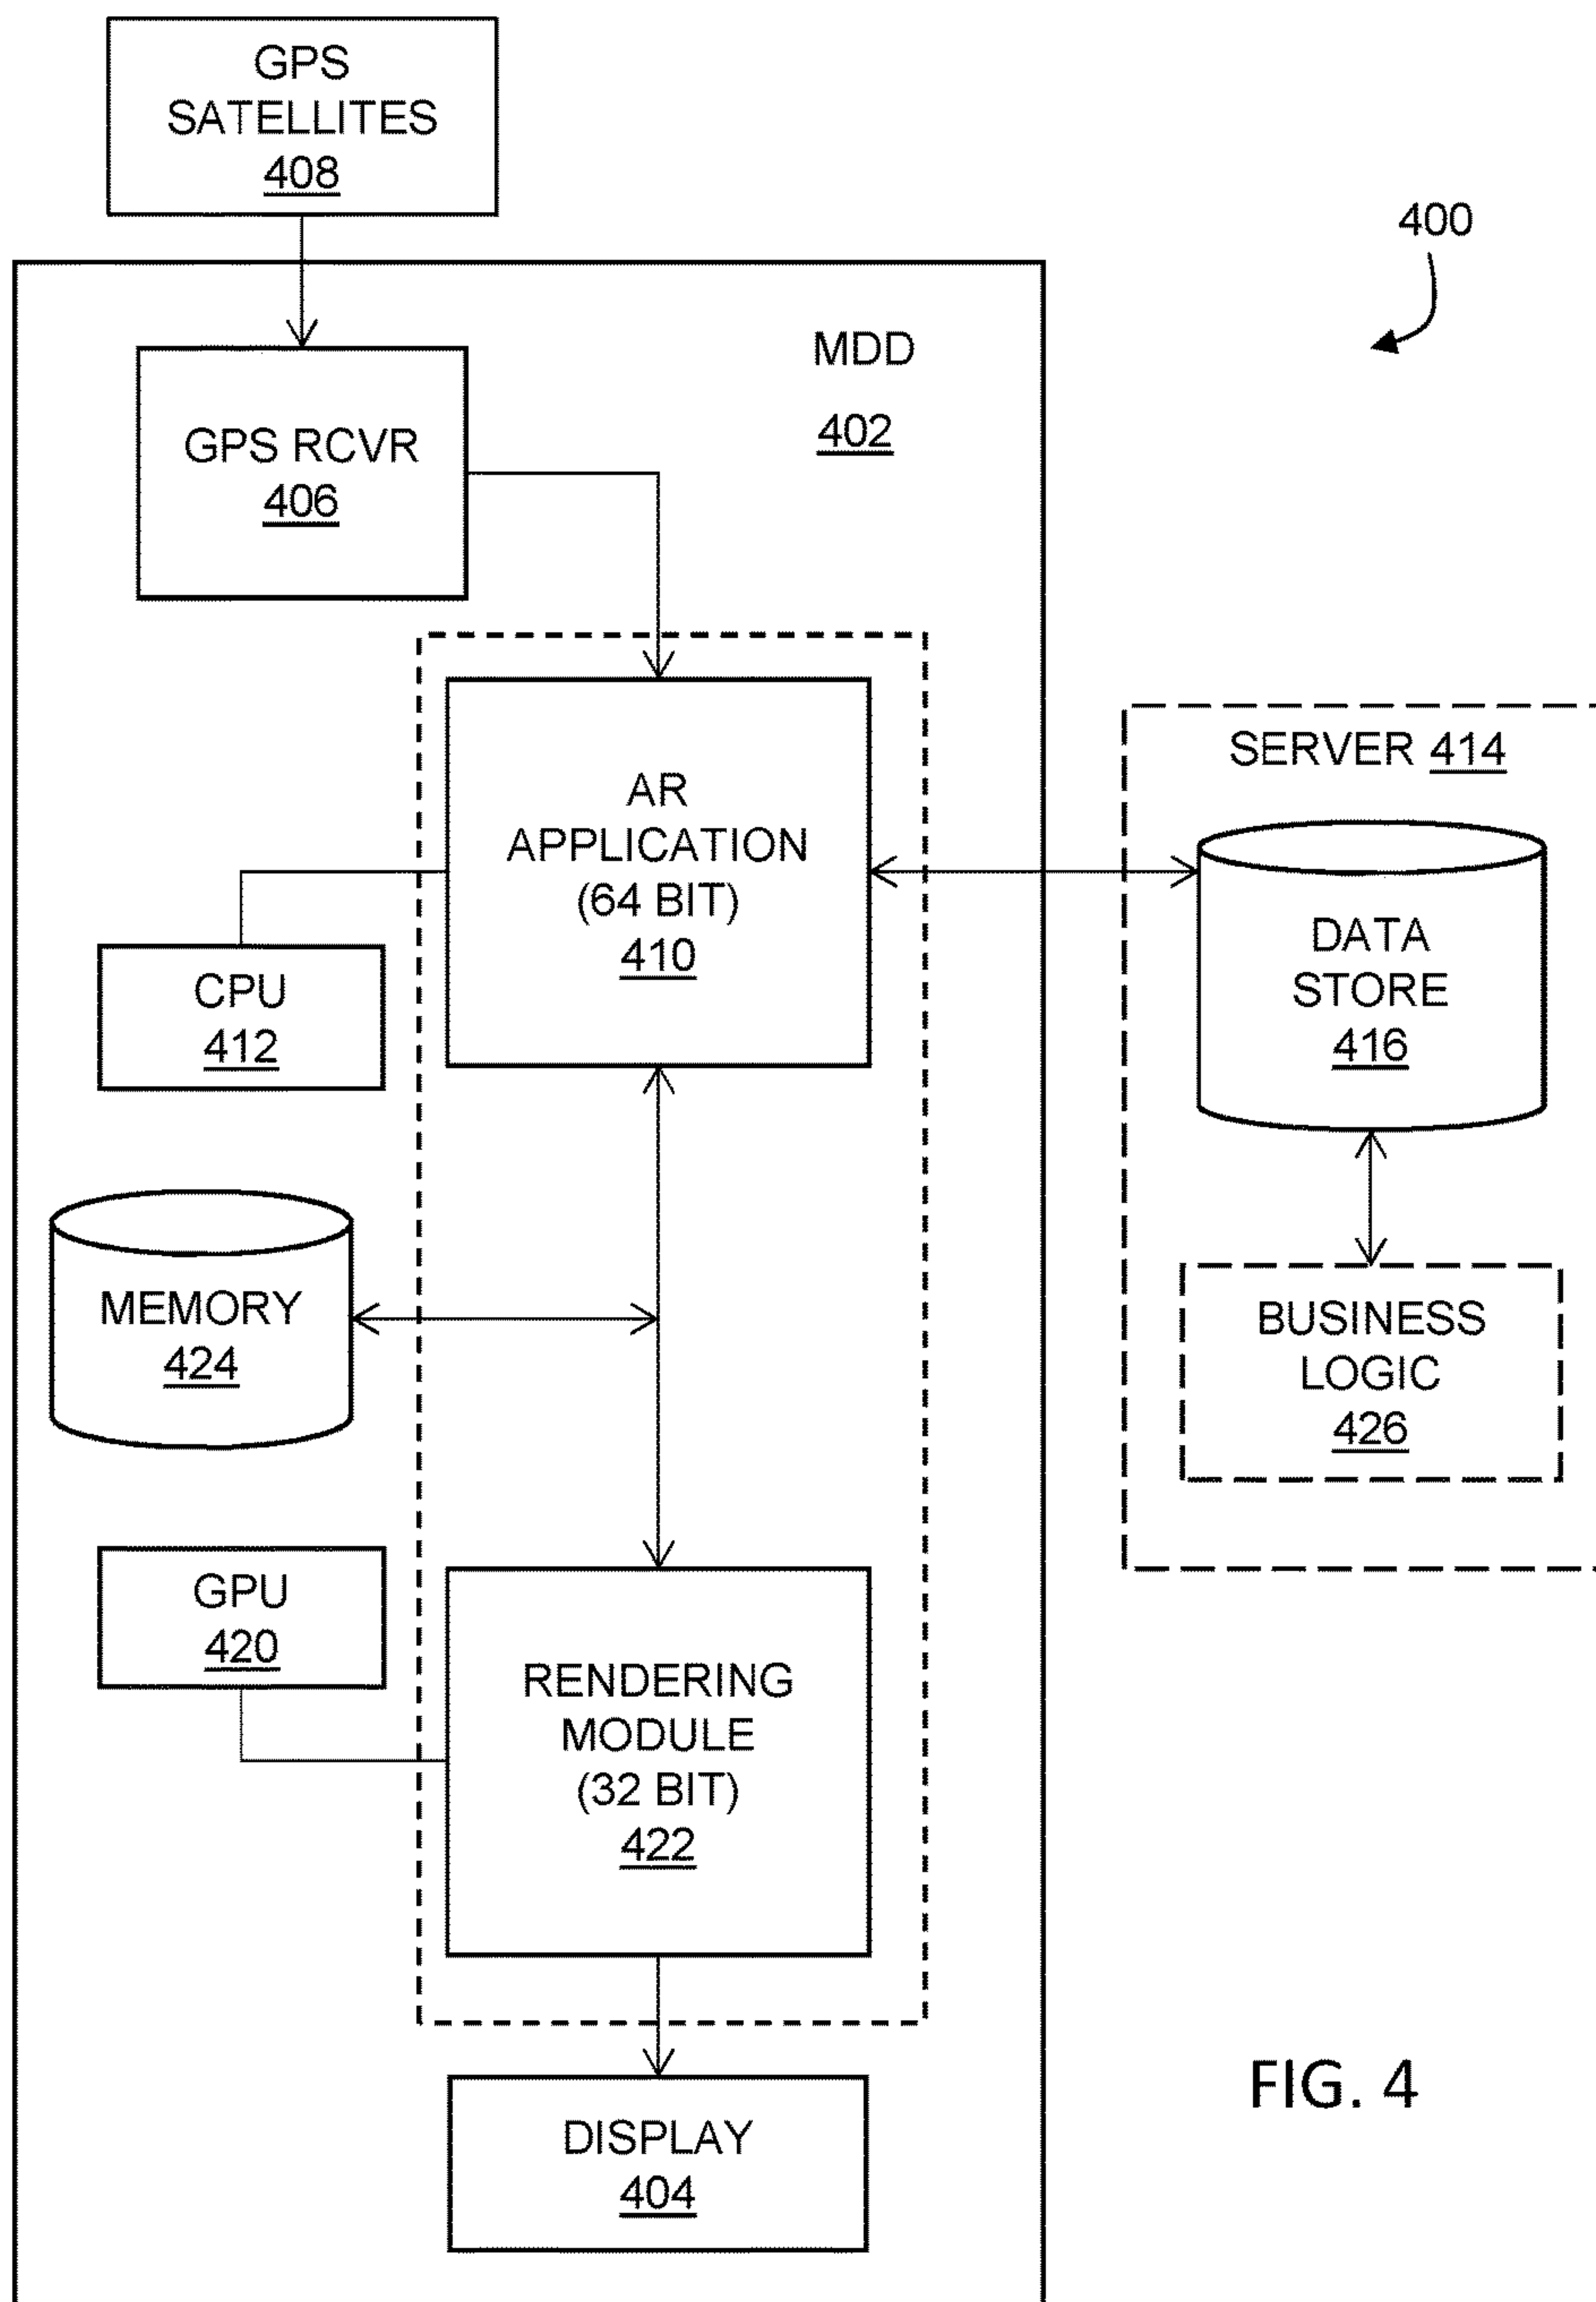 GPS
SATELLITES
408
400
MDD
402
GPS RCVR
406
AR
APPLICATION
(64 BIT)
410
SERVER 414
DATA
STORE
416
CPU
412
MEMORY
424
BUSINESS
LOGIC
426
GPU
420
RENDERING
MODULE
(32 BIT)
422
DISPLAY
404
FIG. 4